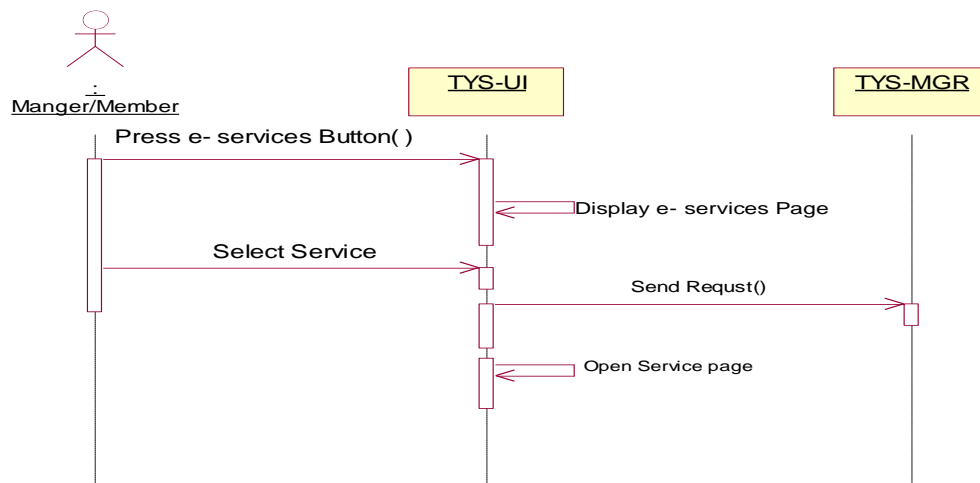 :
Manger/Member
TYS-UI
TYS-MGR
Press e- services Button( )
Display e- services Page
Select Service
Send Requst()
Open Service page